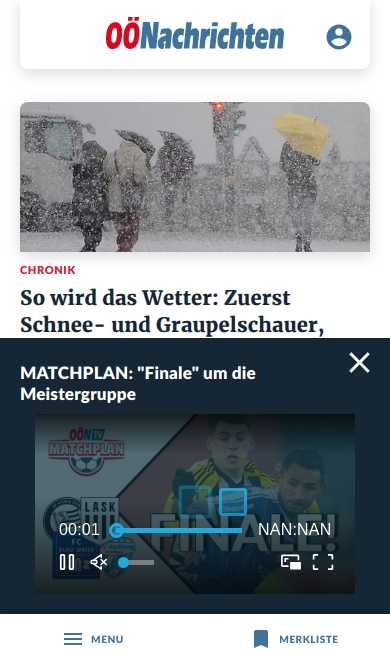 OÖNachrichten
CHRONIK
So wird das Wetter: Zuerst
Schnee- und Graupelschauer,
MATCHPLAN: "Finale" um die
Meistergruppe
OÖN TV
MATCHPLAN
LASK
FC
FINALE!
00:01
NAN:NAN
MENU
MERKLISTE